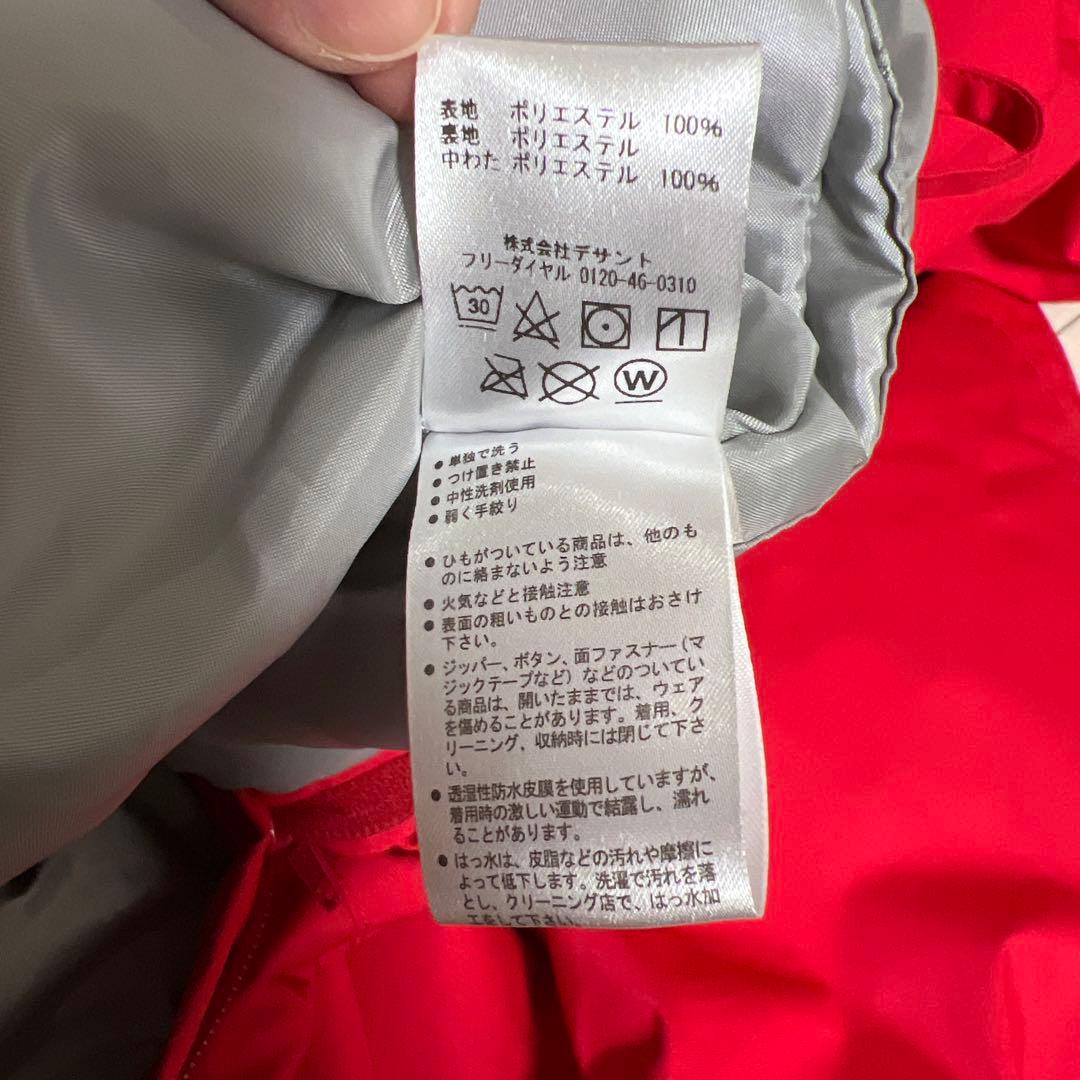 表地 ポリエステル 100%
裏地 ポリエステル
中わた ポリエステル 100%
株式会社デサント
フリーダイヤル 0120-46-0310
30
W
● 単独で洗う
● つけ置き禁止
● 中性洗剤使用
● 弱く手絞り
● ひもがついている商品は、他のも
のに絡まないよう注意
● 火気などと接触注意
● 表面の粗いものとの接触はおさけ
下さい。
● ジッパー、ボタン、面ファスナー(マ
ジックテープなど)などのついてい
る商品は、開いたままでは、ウェア
を傷めることがあります。着用、ク
リーニング、収納時には閉じて下さ
い。
● 透湿性防水皮膜を使用していますが、
着用時の激しい運動で結露し、濡れ
ることがあります。
● はっ水は、皮脂などの汚れや摩擦に
よって低下します。洗濯で汚れを落
とし、クリーニング店で、はっ水加
工をして下さい。